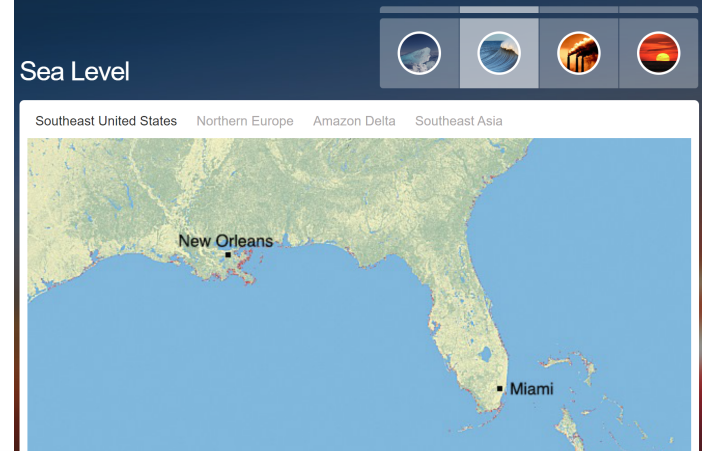 Sea Level
Southeast United States Northern Europe Amazon Delta Southeast Asia
New Orleans
Miami